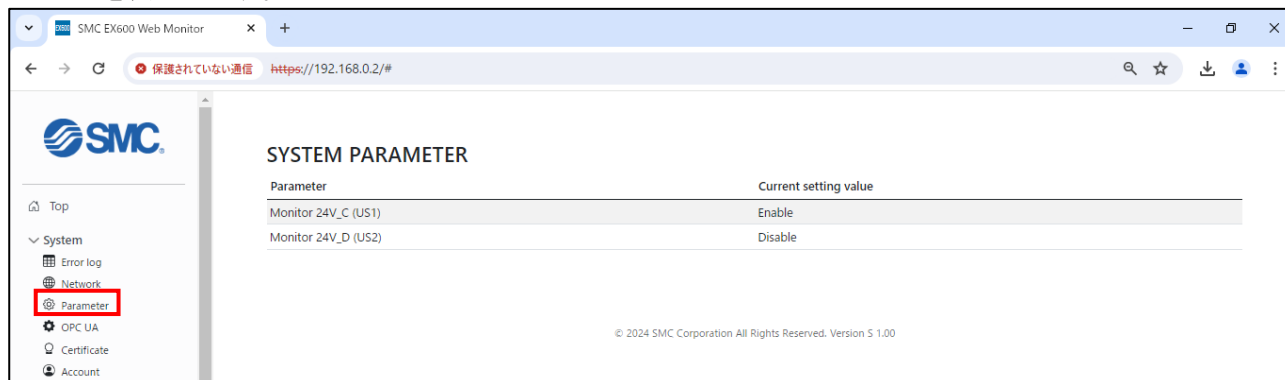 SMC EX600 Web Monitor
保護されていない通信 https://192.168.0.2/#
SMC
Top
System
Error log
Network
Parameter
OPC UA
Certificate
Account
SYSTEM PARAMETER
Parameter Current setting value
Monitor 24V_C (US1) Enable
Monitor 24V_D (US2) Disable
© 2024 SMC Corporation All Rights Reserved. Version S 1.00